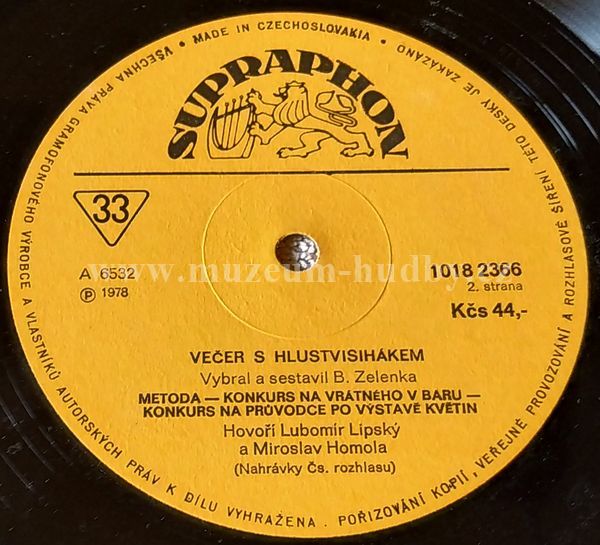 VŠECHNA PRÁVA GRAMOFONOVÉHO VÝROBCE A VLASTNÍKŮ AUTORSKÝCH PRÁV K DÍLU VYHRAŽENA. POŘIZOVÁNÍ KOPIÍ, VEŘEJNÉ PROVOZOVÁNÍ A ROZHLASOVÉ ŠÍŘENÍ TÉTO DESKY JE ZAKÁZÁNO • MADE IN CZECHOSLOVAKIA •
SUPRAPHON
33
A 6532
℗ 1978
1018 2366
2. strana
Kčs 44,-
www.muzeum-hudby
VEČER S HLUSTVISIHÁKEM
Vybral a sestavil B. Zelenka
METODA — KONKURS NA VRÁTNÉHO V BARU —
KONKURS NA PRŮVODCE PO VÝSTAVĚ KVĚTIN
Hovoří Lubomír Lipský
a Miroslav Homola
(Nahrávky Čs. rozhlasu)